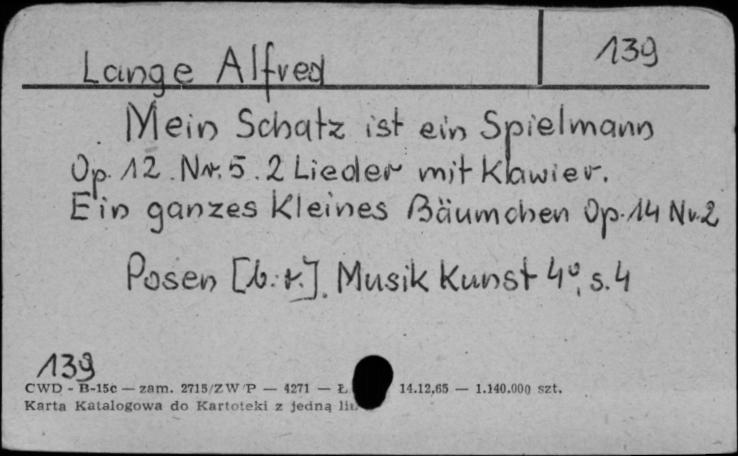 Lange Alfred 139
Mein Schatz ist ein Spielmann
Op. 12. Nr. 5. 2 Lieder mit Klawier.
Ein ganzes Kleines Bäumchen Op. 14 Nr. 2
Posen [b. r.]. Musik Kunst 4°, s. 4
139
CWD - B-15c — zam. 2715/ZW/P — 4271 — Ł 14.12.65 — 1.140.000 szt.
Karta Katalogowa do Kartoteki z jedną